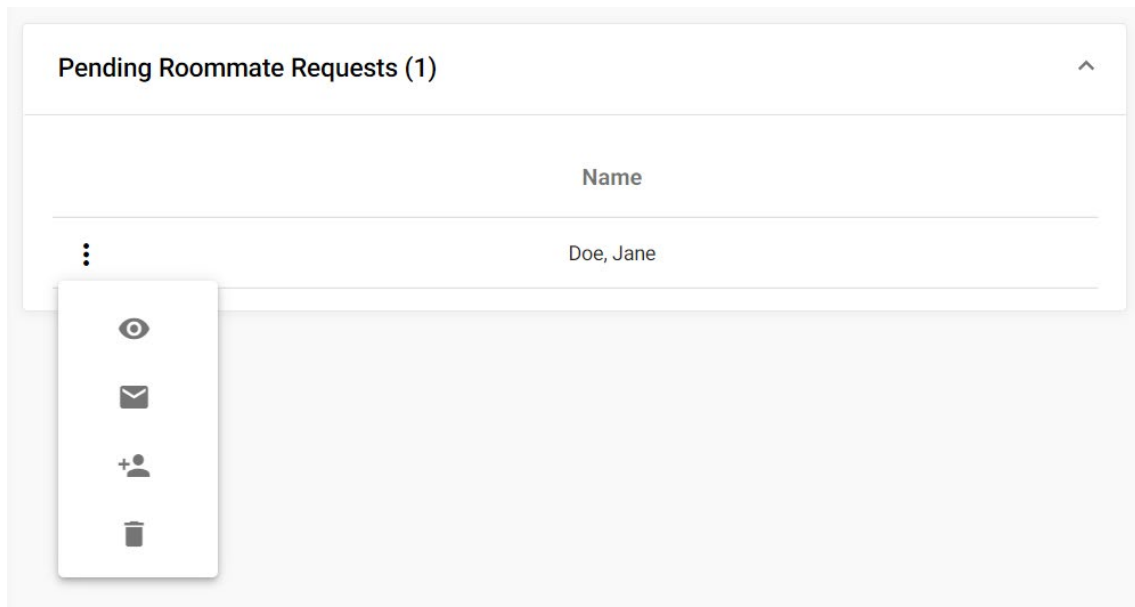 Pending Roommate Requests (1)
Name
Doe, Jane